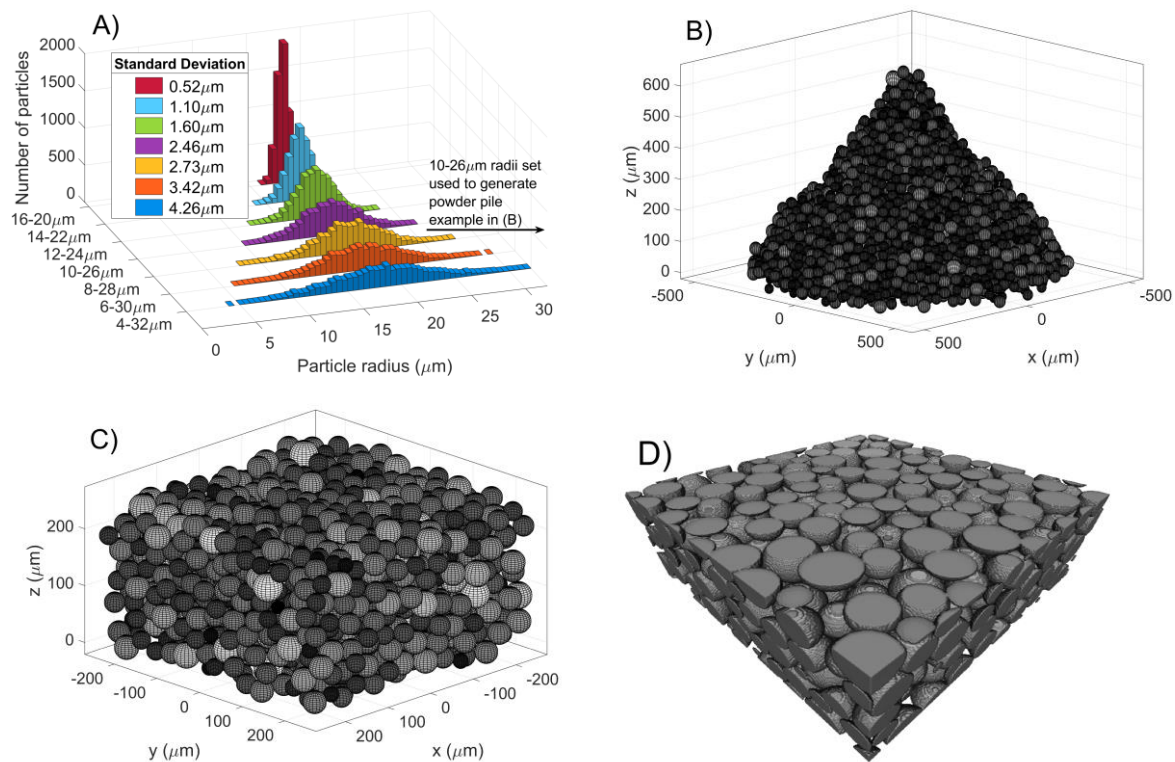 A)
Number of particles
2000
1500
1000
500
0
Standard Deviation
0.52μm
1.10μm
1.60μm
2.46μm
2.73μm
3.42μm
4.26μm
10-26μm radii set
used to generate
powder pile
example in (B)
16-20μm
14-22μm
12-24μm
10-26μm
8-28μm
6-30μm
4-32μm
0
5
10
15
20
25
30
Particle radius (μm)
B)
z (μm)
600
500
400
300
200
100
0
-500
0
500
y (μm)
500
0
-500
x (μm)
C)
z (μm)
200
100
0
-200
-100
0
100
200
y (μm)
200
100
0
-100
-200
x (μm)
D)